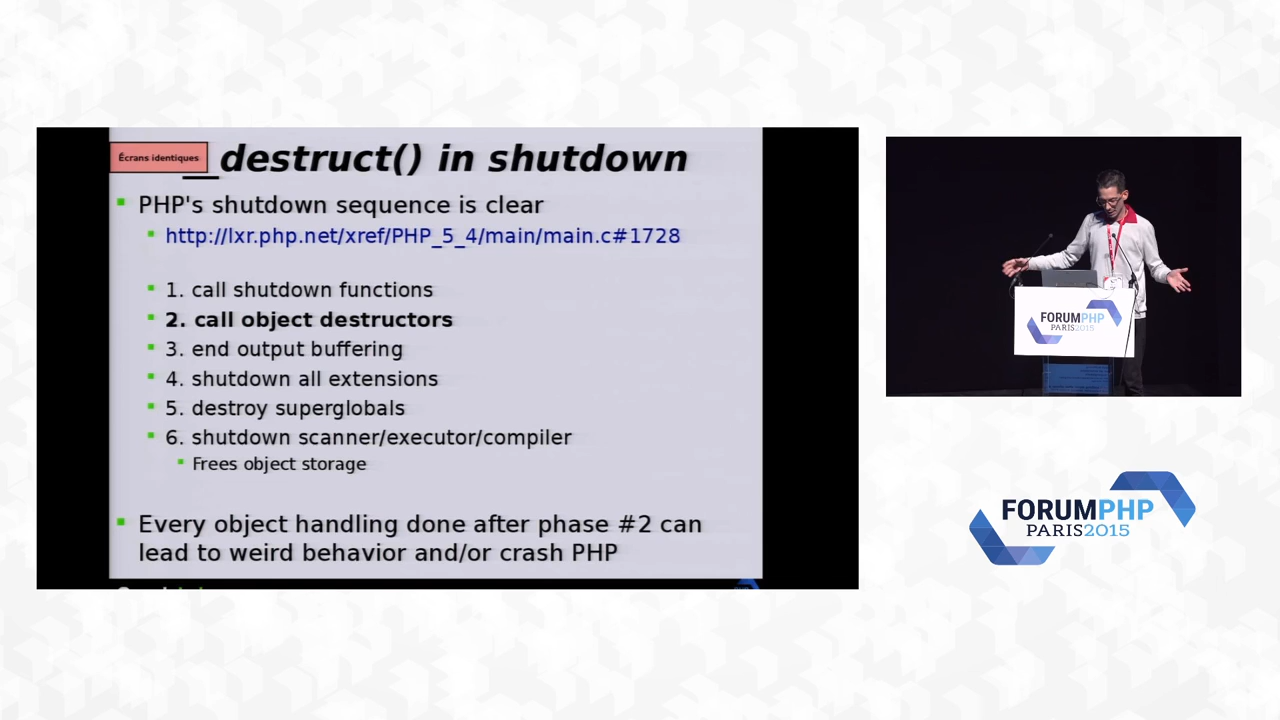 Écrans identiques
__destruct() in shutdown
PHP's shutdown sequence is clear
http://lxr.php.net/xref/PHP_5_4/main/main.c#1728
1. call shutdown functions
2. call object destructors
3. end output buffering
4. shutdown all extensions
5. destroy superglobals
6. shutdown scanner/executor/compiler
Frees object storage
Every object handling done after phase #2 can
lead to weird behavior and/or crash PHP
FORUMPHP
PARIS2015
FORUMPHP
PARIS2015